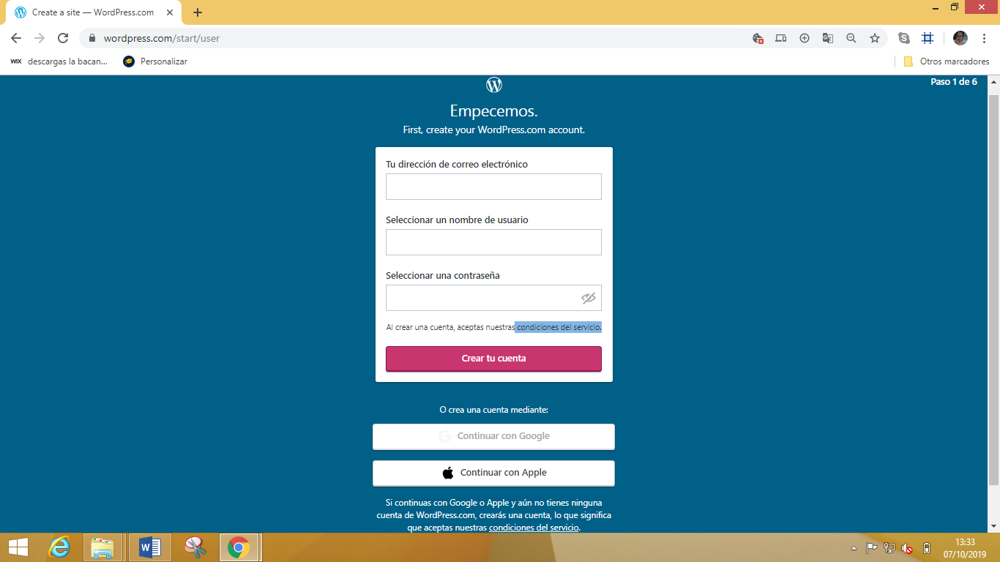 Create a site — WordPress.com
wordpress.com/start/user
WIX descargas la bacan... Personalizar Otros marcadores
Paso 1 de 6
Empecemos.
First, create your WordPress.com account.
Tu dirección de correo electrónico
Seleccionar un nombre de usuario
Seleccionar una contraseña
Al crear una cuenta, aceptas nuestras condiciones del servicio.
Crear tu cuenta
O crea una cuenta mediante:
Continuar con Google
Continuar con Apple
Si continuas con Google o Apple y aún no tienes ninguna
cuenta de WordPress.com, crearás una cuenta, lo que significa
que aceptas nuestras condiciones del servicio.
13:33
07/10/2019